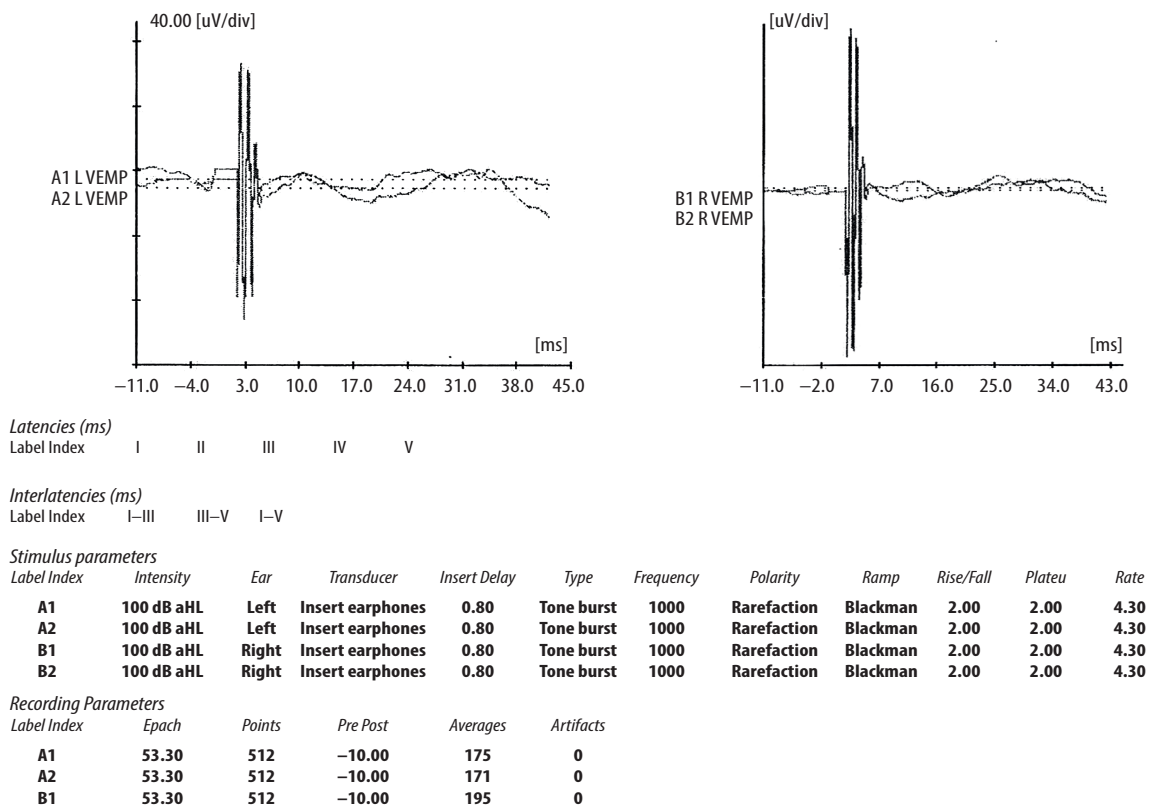 40.00 [uV/div]
[uV/div]
A1 L VEMP
A2 L VEMP
B1 R VEMP
B2 R VEMP
[ms]
[ms]
−11.0 −4.0 3.0 10.0 17.0 24.0 31.0 38.0 45.0
−11.0 −2.0 7.0 16.0 25.0 34.0 43.0
Latencies (ms)
Label Index I II III IV V
Interlatencies (ms)
Label Index I–III III–V I–V
Stimulus parameters
Label Index Intensity Ear Transducer Insert Delay Type Frequency Polarity Ramp Rise/Fall Plateu Rate
A1 100 dB aHL Left Insert earphones 0.80 Tone burst 1000 Rarefaction Blackman 2.00 2.00 4.30
A2 100 dB aHL Left Insert earphones 0.80 Tone burst 1000 Rarefaction Blackman 2.00 2.00 4.30
B1 100 dB aHL Right Insert earphones 0.80 Tone burst 1000 Rarefaction Blackman 2.00 2.00 4.30
B2 100 dB aHL Right Insert earphones 0.80 Tone burst 1000 Rarefaction Blackman 2.00 2.00 4.30
Recording Parameters
Label Index Epach Points Pre Post Averages Artifacts
A1 53.30 512 −10.00 175 0
A2 53.30 512 −10.00 171 0
B1 53.30 512 −10.00 195 0